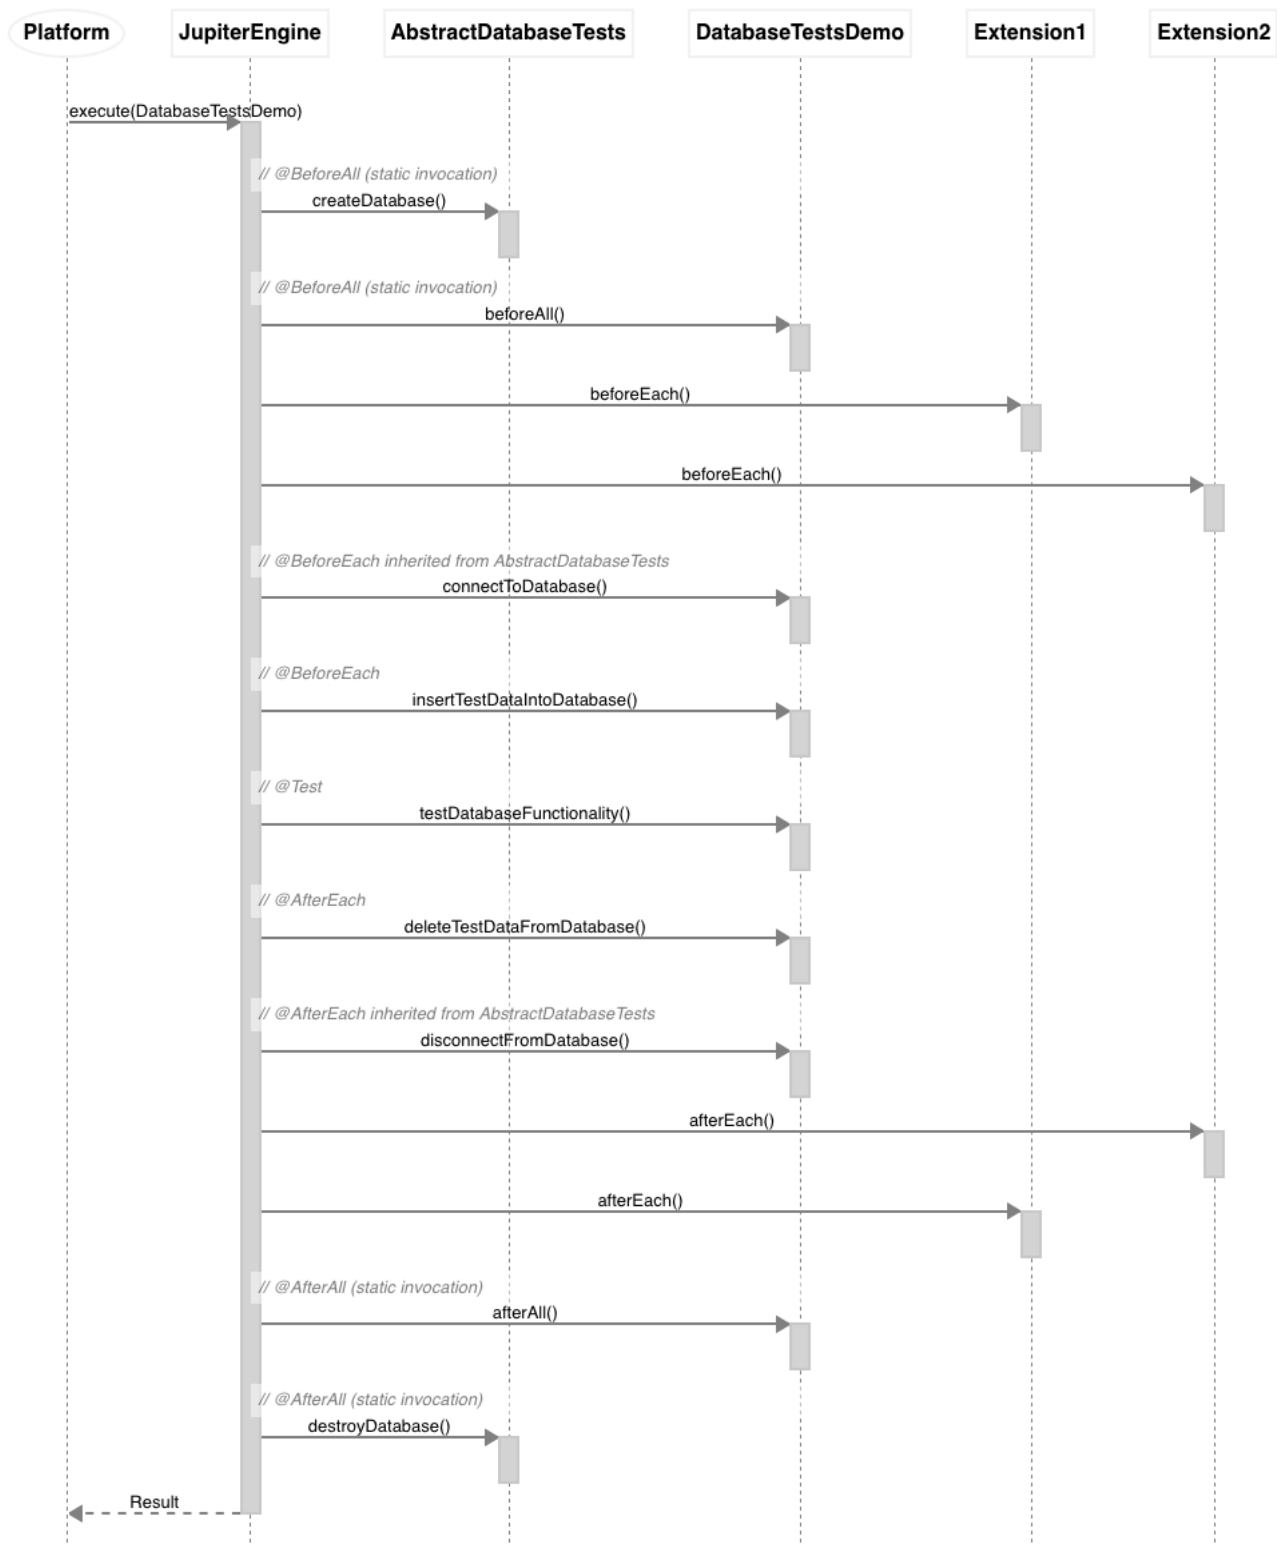 Platform JupiterEngine AbstractDatabaseTests DatabaseTestsDemo Extension1 Extension2
execute(DatabaseTestsDemo)
// @BeforeAll (static invocation)
createDatabase()
// @BeforeAll (static invocation)
beforeAll()
beforeEach()
beforeEach()
// @BeforeEach inherited from AbstractDatabaseTests
connectToDatabase()
// @BeforeEach
insertTestDataIntoDatabase()
// @Test
testDatabaseFunctionality()
// @AfterEach
deleteTestDataFromDatabase()
// @AfterEach inherited from AbstractDatabaseTests
disconnectFromDatabase()
afterEach()
afterEach()
// @AfterAll (static invocation)
afterAll()
// @AfterAll (static invocation)
destroyDatabase()
Result